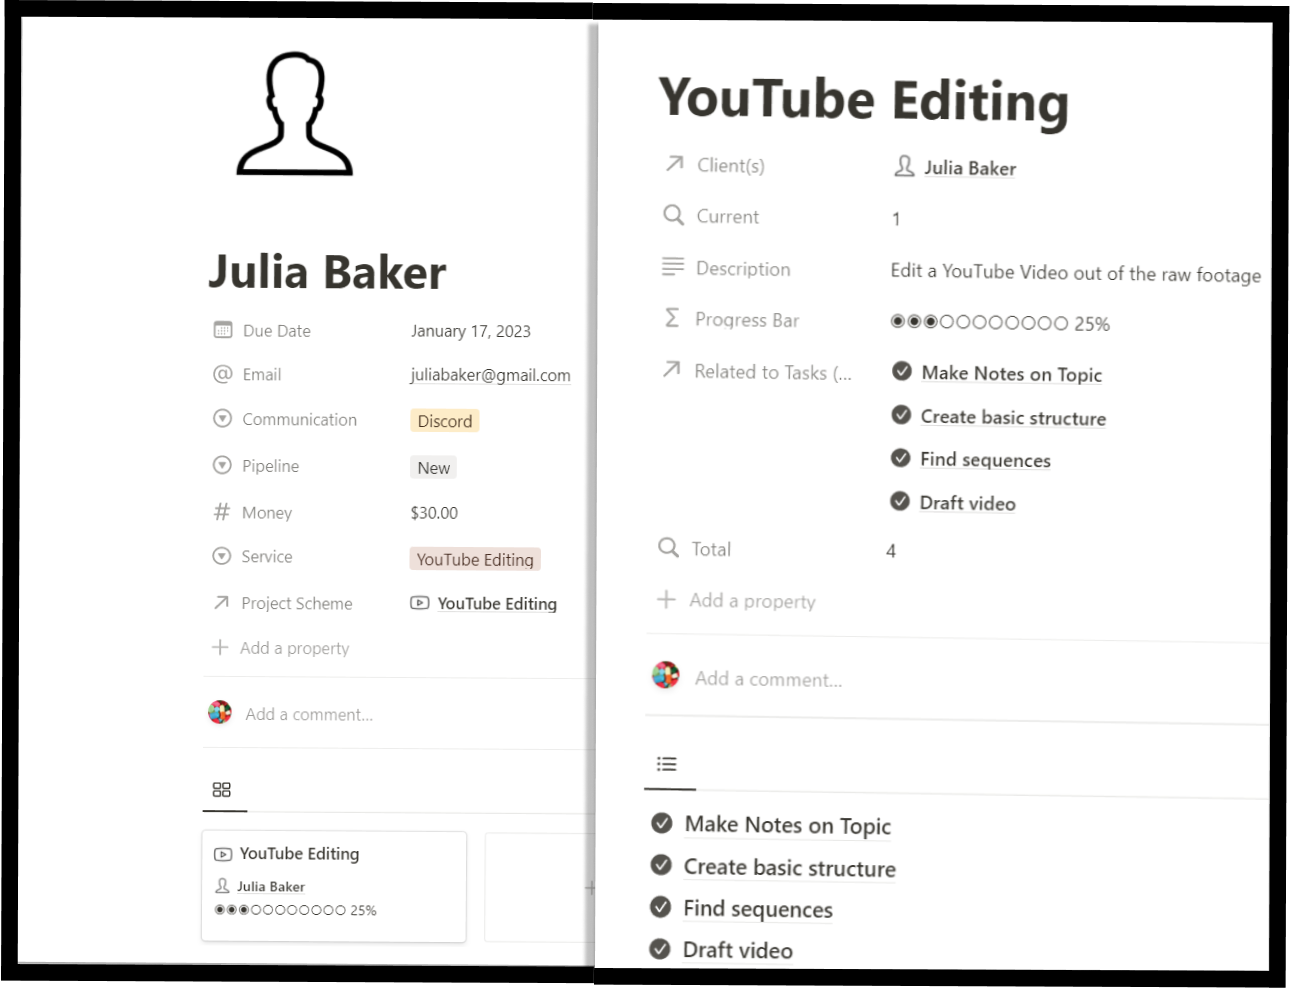 Julia Baker
Due Date January 17, 2023
Email juliabaker@gmail.com
Communication Discord
Pipeline New
Money $30.00
Service YouTube Editing
Project Scheme YouTube Editing
Add a property
Add a comment...
YouTube Editing
Julia Baker
25%
YouTube Editing
Client(s) Julia Baker
Current 1
Description Edit a YouTube Video out of the raw footage
Progress Bar 25%
Related to Tasks (... Make Notes on Topic
Create basic structure
Find sequences
Draft video
Total 4
Add a property
Add a comment...
Make Notes on Topic
Create basic structure
Find sequences
Draft video